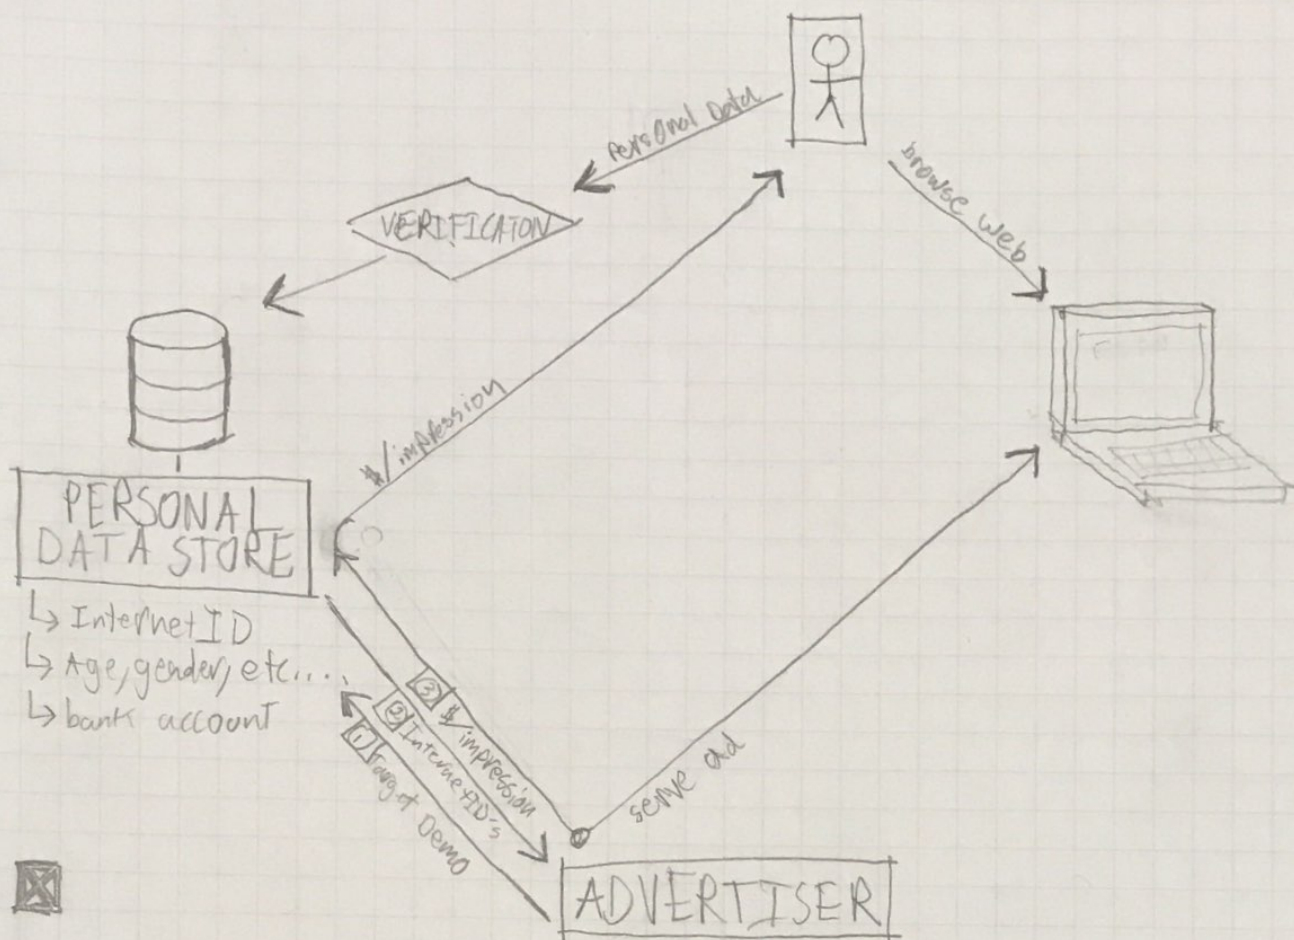 Personal Data
browse web
VERIFICATON
$/impression
PERSONAL
DATA STORE
↳ Internet ID
↳ Age, gender, etc....
↳ bank account
③ $/impression
② Internet ID's
① Target Demo
serve ad
ADVERTISER